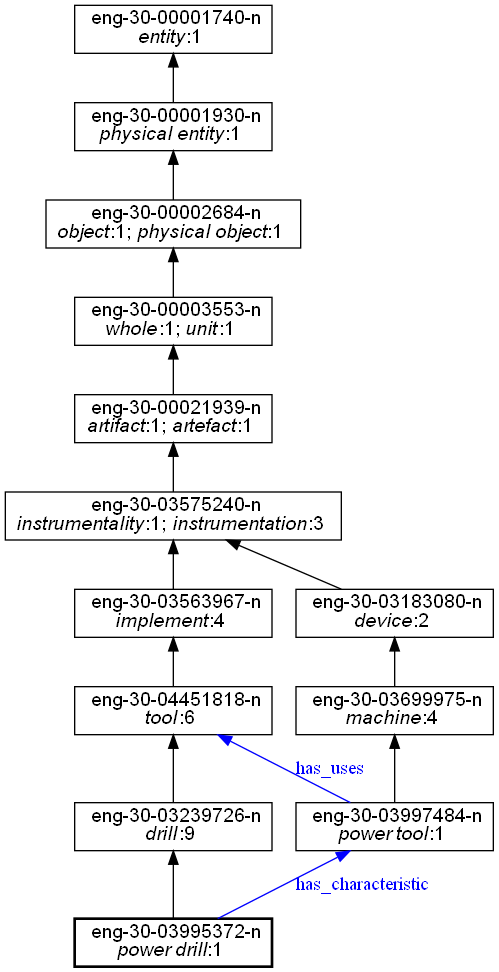 eng-30-00001740-n
entity:1
eng-30-00001930-n
physical entity:1
eng-30-00002684-n
object:1; physical object:1
eng-30-00003553-n
whole:1; unit:1
eng-30-00021939-n
artifact:1; artefact:1
eng-30-03575240-n
instrumentality:1; instrumentation:3
eng-30-03563967-n
implement:4
eng-30-03183080-n
device:2
eng-30-04451818-n
tool:6
eng-30-03699975-n
machine:4
has_uses
eng-30-03239726-n
drill:9
eng-30-03997484-n
power tool:1
has_characteristic
eng-30-03995372-n
power drill:1